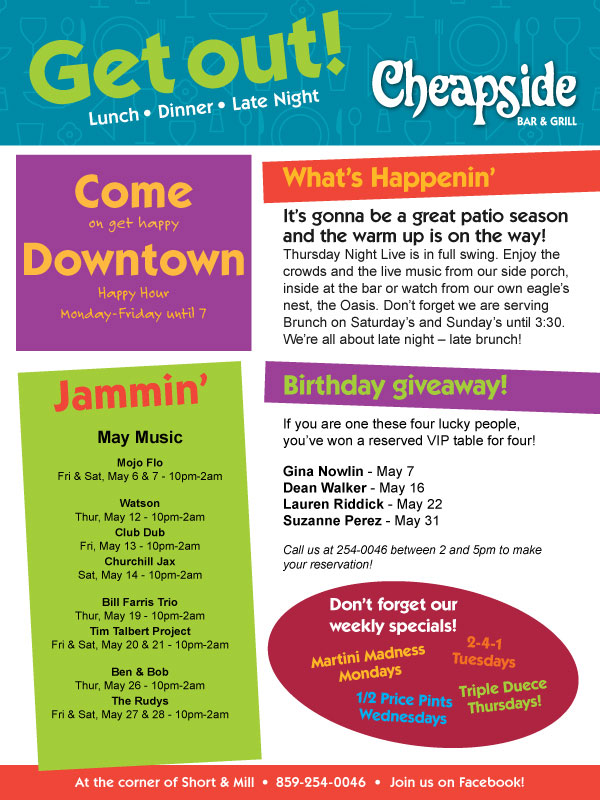 Get out!
Lunch • Dinner • Late Night
Cheapside
BAR & GRILL
Come
on get happy
Downtown
Happy Hour
Monday-Friday until 7
What's Happenin'
It's gonna be a great patio season
and the warm up is on the way!
Thursday Night Live is in full swing. Enjoy the
crowds and the live music from our side porch,
inside at the bar or watch from our own eagle's
nest, the Oasis. Don't forget we are serving
Brunch on Saturday's and Sunday's until 3:30.
We're all about late night – late brunch!
Jammin'
May Music
Mojo Flo
Fri & Sat, May 6 & 7 - 10pm-2am
Watson
Thur, May 12 - 10pm-2am
Club Dub
Fri, May 13 - 10pm-2am
Churchill Jax
Sat, May 14 - 10pm-2am
Bill Farris Trio
Thur, May 19 - 10pm-2am
Tim Talbert Project
Fri & Sat, May 20 & 21 - 10pm-2am
Ben & Bob
Thur, May 26 - 10pm-2am
The Rudys
Fri & Sat, May 27 & 28 - 10pm-2am
Birthday giveaway!
If you are one these four lucky people,
you've won a reserved VIP table for four!
Gina Nowlin - May 7
Dean Walker - May 16
Lauren Riddick - May 22
Suzanne Perez - May 31
Call us at 254-0046 between 2 and 5pm to make
your reservation!
Don't forget our
weekly specials!
Martini Madness
Mondays
2-4-1
Tuesdays
1/2 Price Pints
Wednesdays
Triple Duece
Thursdays!
At the corner of Short & Mill • 859-254-0046 • Join us on Facebook!